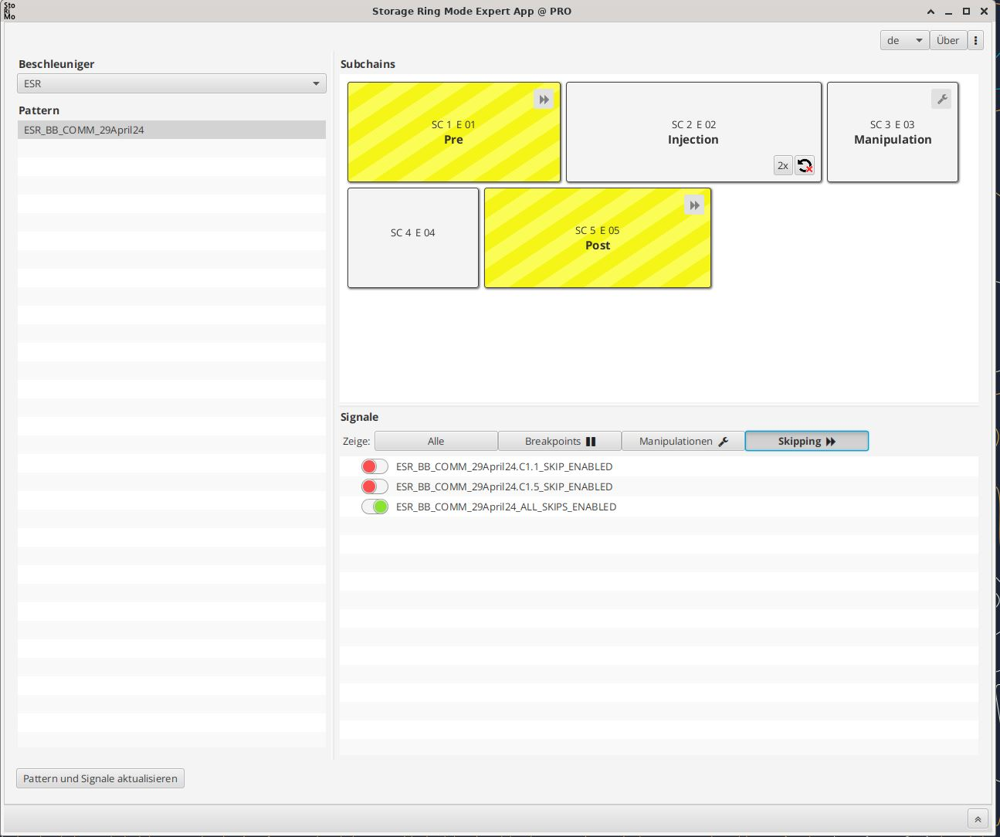 Sto
Ri
Mo
Storage Ring Mode Expert App @ PRO
de
Über
Beschleuniger
ESR
Pattern
ESR_BB_COMM_29April24
Subchains
SC 1 E 01
Pre
SC 2 E 02
Injection
2x
SC 3 E 03
Manipulation
SC 4 E 04
SC 5 E 05
Post
Signale
Zeige:
Alle
Breakpoints
Manipulationen
Skipping
ESR_BB_COMM_29April24.C1.1_SKIP_ENABLED
ESR_BB_COMM_29April24.C1.5_SKIP_ENABLED
ESR_BB_COMM_29April24_ALL_SKIPS_ENABLED
Pattern und Signale aktualisieren